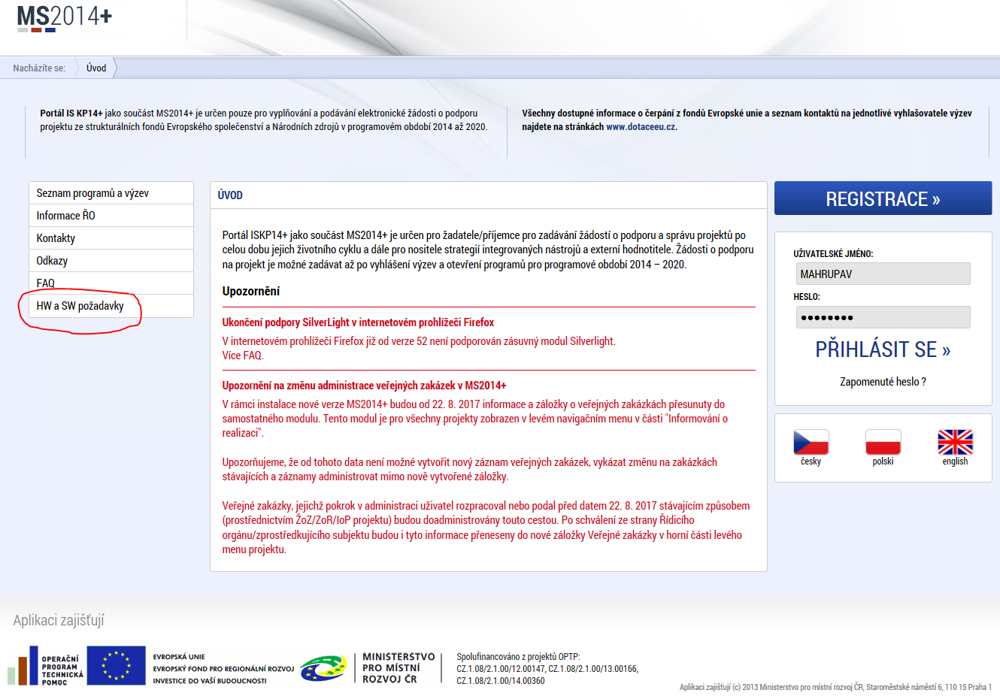 MS2014+
Nacházíte se:
Úvod
Portál IS KP14+ jako součást MS2014+ je určen pouze pro vyplňování a podávání elektronické žádosti o podporu
projektu ze strukturálních fondů Evropského společenství a Národních zdrojů v programovém období 2014 až 2020.
Všechny dostupné informace o čerpání z fondů Evropské unie a seznam kontaktů na jednotlivé vyhlašovatele výzev
najdete na stránkách www.dotaceeu.cz.
Seznam programů a výzev
Informace ŘO
Kontakty
Odkazy
FAQ
HW a SW požadavky
ÚVOD
Portál ISKP14+ jako součást MS2014+ je určen pro žadatele/příjemce pro zadávání žádostí o podporu a správu projektů po
celou dobu jejich životního cyklu a dále pro nositele strategií integrovaných nástrojů a externí hodnotitele. Žádosti o podporu
na projekt je možné zadávat až po vyhlášení výzev a otevření programů pro programové období 2014 – 2020.
Upozornění
Ukončení podpory SilverLight v internetovém prohlížeči Firefox
V internetovém prohlížeči Firefox již od verze 52 není podporován zásuvný modul Silverlight.
Více FAQ.
Upozornění na změnu administrace veřejných zakázek v MS2014+
V rámci instalace nové verze MS2014+ budou od 22. 8. 2017 informace a záložky o veřejných zakázkách přesunuty do
samostatného modulu. Tento modul je pro všechny projekty zobrazen v levém navigačním menu v části "Informování o
realizaci".
Upozorňujeme, že od tohoto data není možné vytvořit nový záznam veřejných zakázek, vykázat změnu na zakázkách
stávajících a záznamy administrovat mimo nově vytvořené záložky.
Veřejné zakázky, jejichž pokrok v administraci uživatel rozpracoval nebo podal před datem 22. 8. 2017 stávajícím způsobem
(prostřednictvím ŽoZ/ZoR/IoP projektu) budou doadministrovány touto cestou. Po schválení ze strany Řídicího
orgánu/zprostředkujícího subjektu budou i tyto informace přeneseny do nové záložky Veřejné zakázky v horní části levého
menu projektu.
REGISTRACE »
UŽIVATELSKÉ JMÉNO:
MAHRUPAV
HESLO:
●●●●●●●●
PŘIHLÁSIT SE »
Zapomenuté heslo ?
česky
polski
english
Aplikaci zajišťují
OPERAČNÍ
PROGRAM
TECHNICKÁ
POMOC
EVROPSKÁ UNIE
EVROPSKÝ FOND PRO REGIONÁLNÍ ROZVOJ
INVESTICE DO VAŠÍ BUDOUCNOSTI
MINISTERSTVO
PRO MÍSTNÍ
ROZVOJ ČR
Spolufinancováno z projektů OPTP:
CZ.1.08/2.1.00/12.00147, CZ.1.08/2.1.00/13.00166,
CZ.1.08/2.1.00/14.00360
Aplikaci zajišťují (c) 2013 Ministerstvo pro místní rozvoj ČR, Staroměstské náměstí 6, 110 15 Praha 1